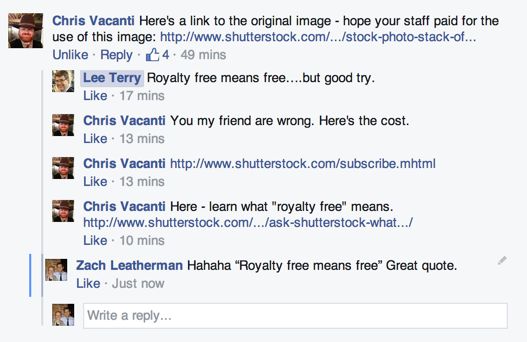 Chris Vacanti Here's a link to the original image - hope your staff paid for the
use of this image: http://www.shutterstock.com/.../stock-photo-stack-of...
Unlike · Reply · 4 · 49 mins
Lee Terry Royalty free means free....but good try.
Like · 17 mins
Chris Vacanti You my friend are wrong. Here's the cost.
Like · 13 mins
Chris Vacanti http://www.shutterstock.com/subscribe.mhtml
Like · 13 mins
Chris Vacanti Here - learn what "royalty free" means.
http://www.shutterstock.com/.../ask-shutterstock-what.../
Like · 10 mins
Zach Leatherman Hahaha “Royalty free means free” Great quote.
Like · Just now
Write a reply...